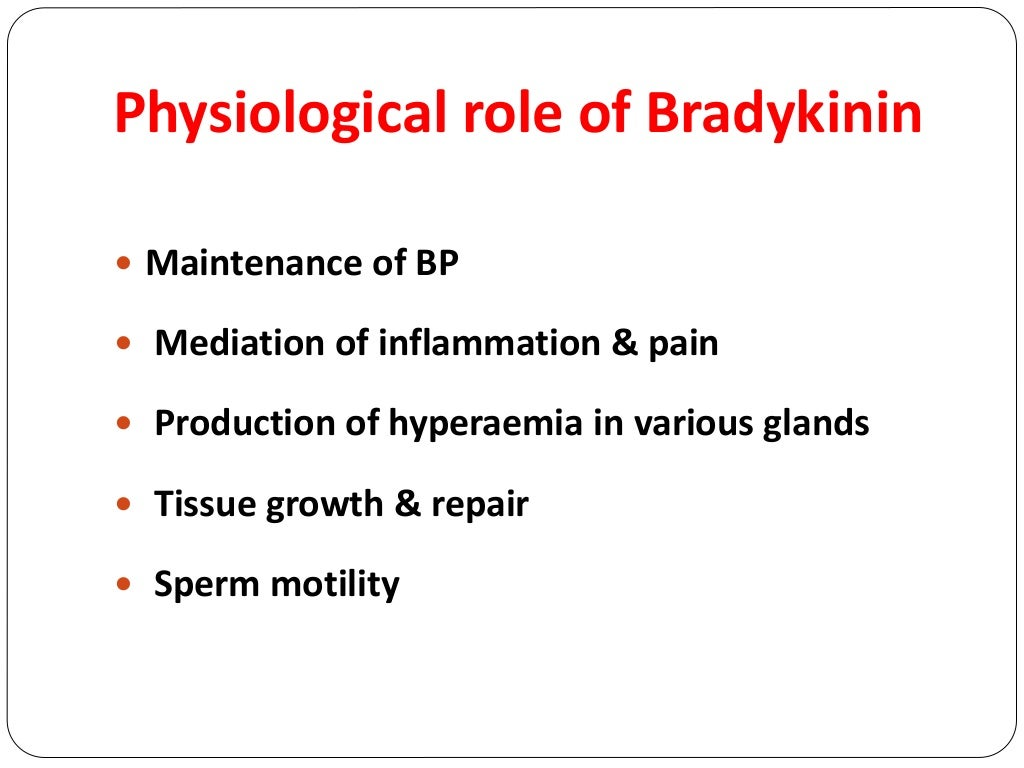 Physiological role of Bradykinin
• Maintenance of BP
• Mediation of inflammation & pain
• Production of hyperaemia in various glands
• Tissue growth & repair
• Sperm motility